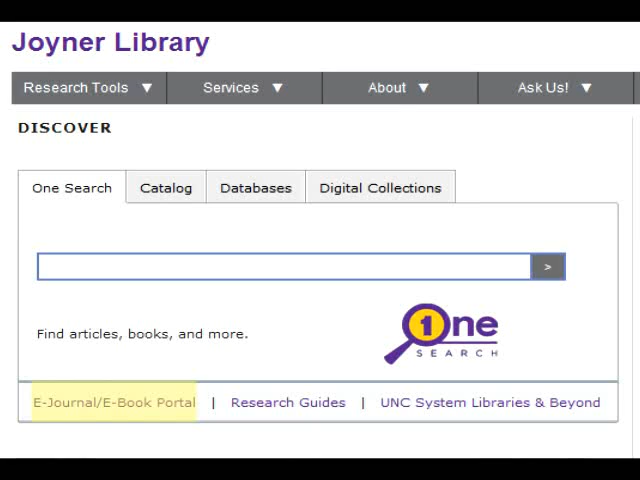 Joyner Library
Research Tools ▼ Services ▼ About ▼ Ask Us! ▼
DISCOVER
One Search Catalog Databases Digital Collections
>
1One
SEARCH
Find articles, books, and more.
E-Journal/E-Book Portal | Research Guides | UNC System Libraries & Beyond